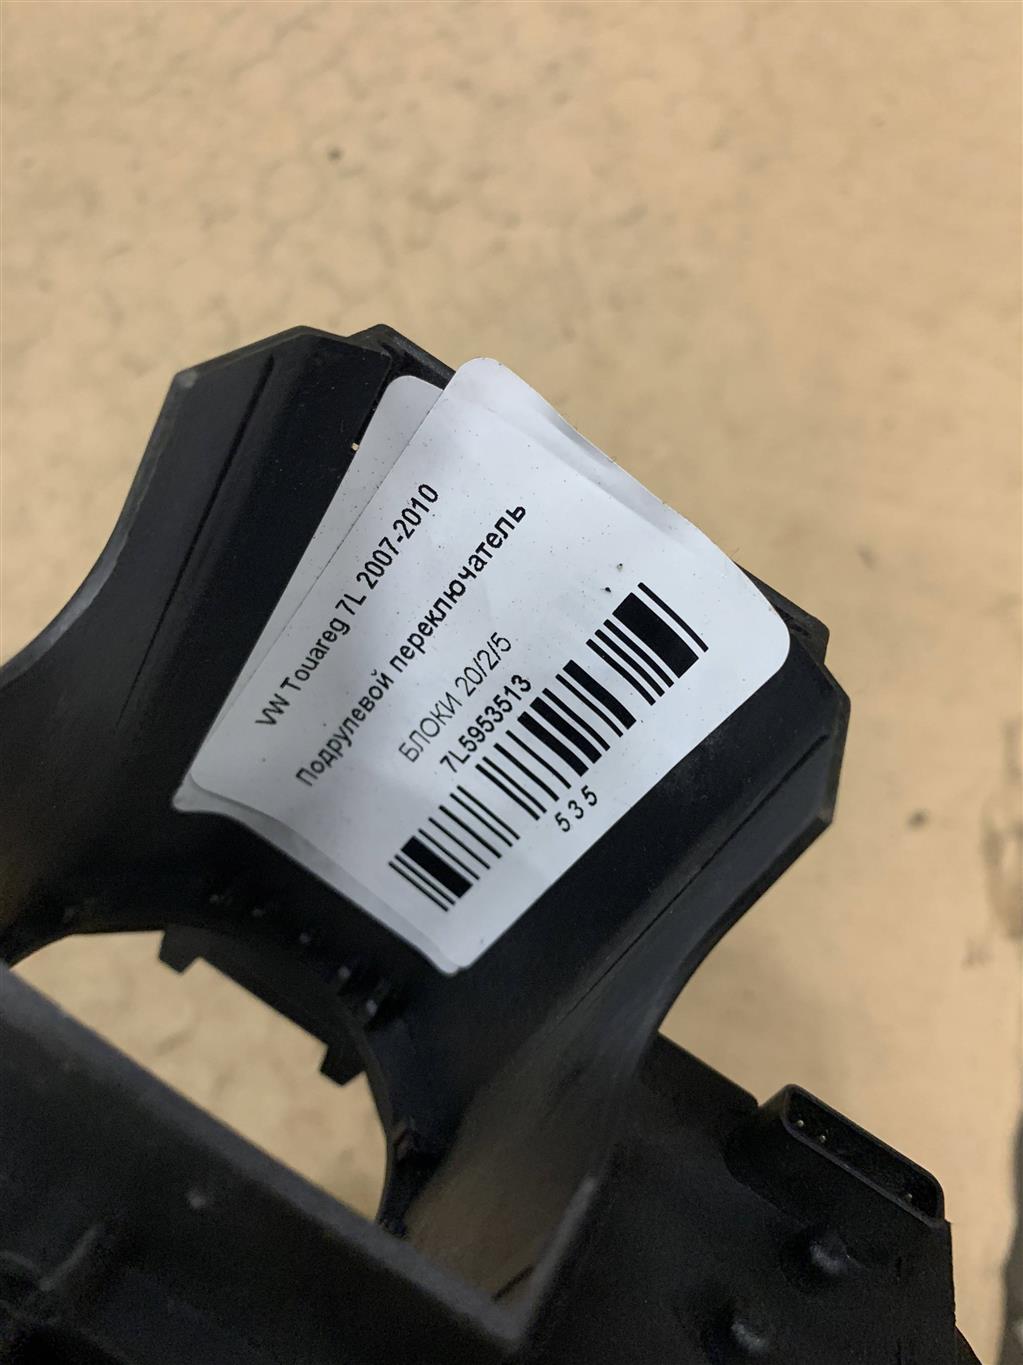 VW Touareg 7L 2007-2010
Подрулевой переключатель
БЛОКИ 20/2/5
7L5953513
535